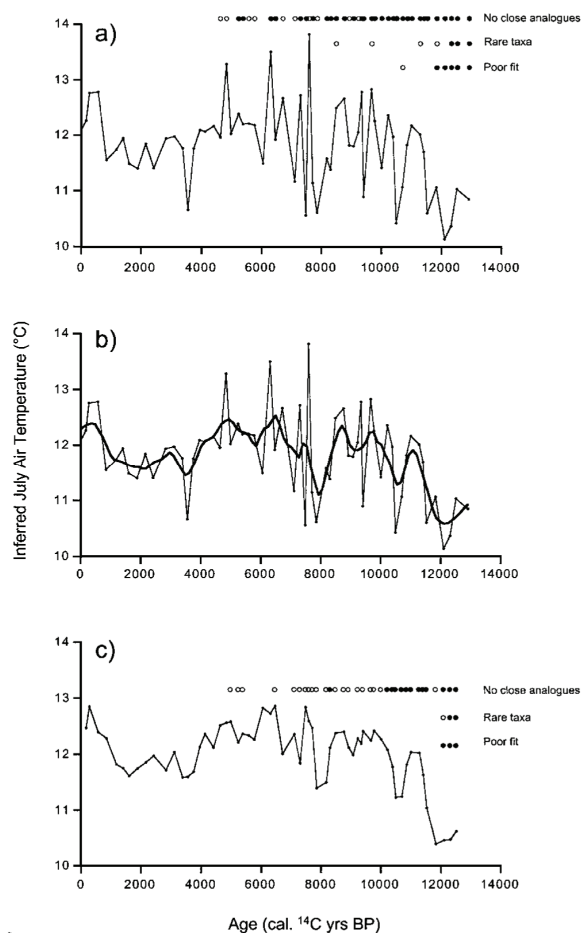 a)
14
13
12
11
10
No close analogues
Rare taxa
Poor fit
0 2000 4000 6000 8000 10000 12000 14000
Inferred July Air Temperature (°C)
b)
14
13
12
11
10
0 2000 4000 6000 8000 10000 12000 14000
c)
14
13
12
11
10
No close analogues
Rare taxa
Poor fit
0 2000 4000 6000 8000 10000 12000 14000
Age (cal. ¹⁴C yrs BP)